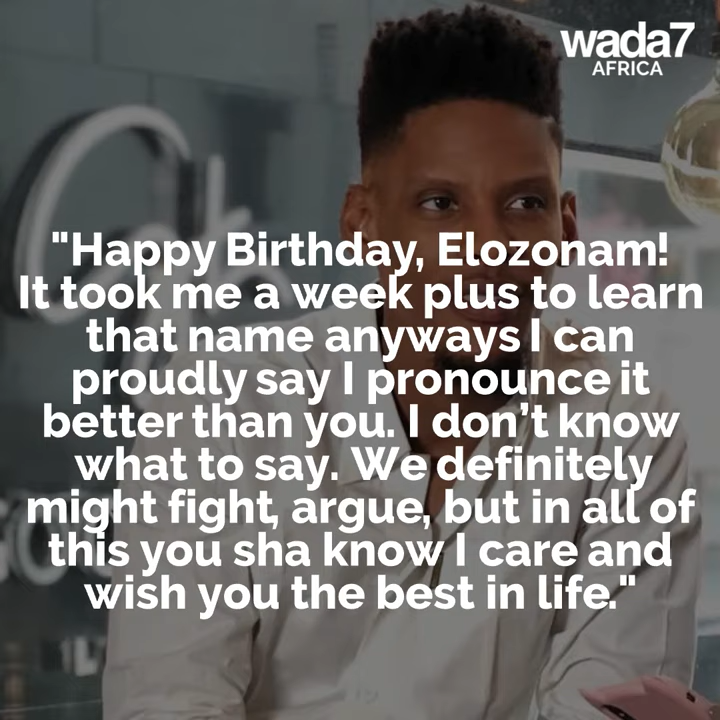 wada7
AFRICA
"Happy Birthday, Elozonam!
It took me a week plus to learn
that name anyways I can
proudly say I pronounce it
better than you. I don't know
what to say. We definitely
might fight, argue, but in all of
this you sha know I care and
wish you the best in life."